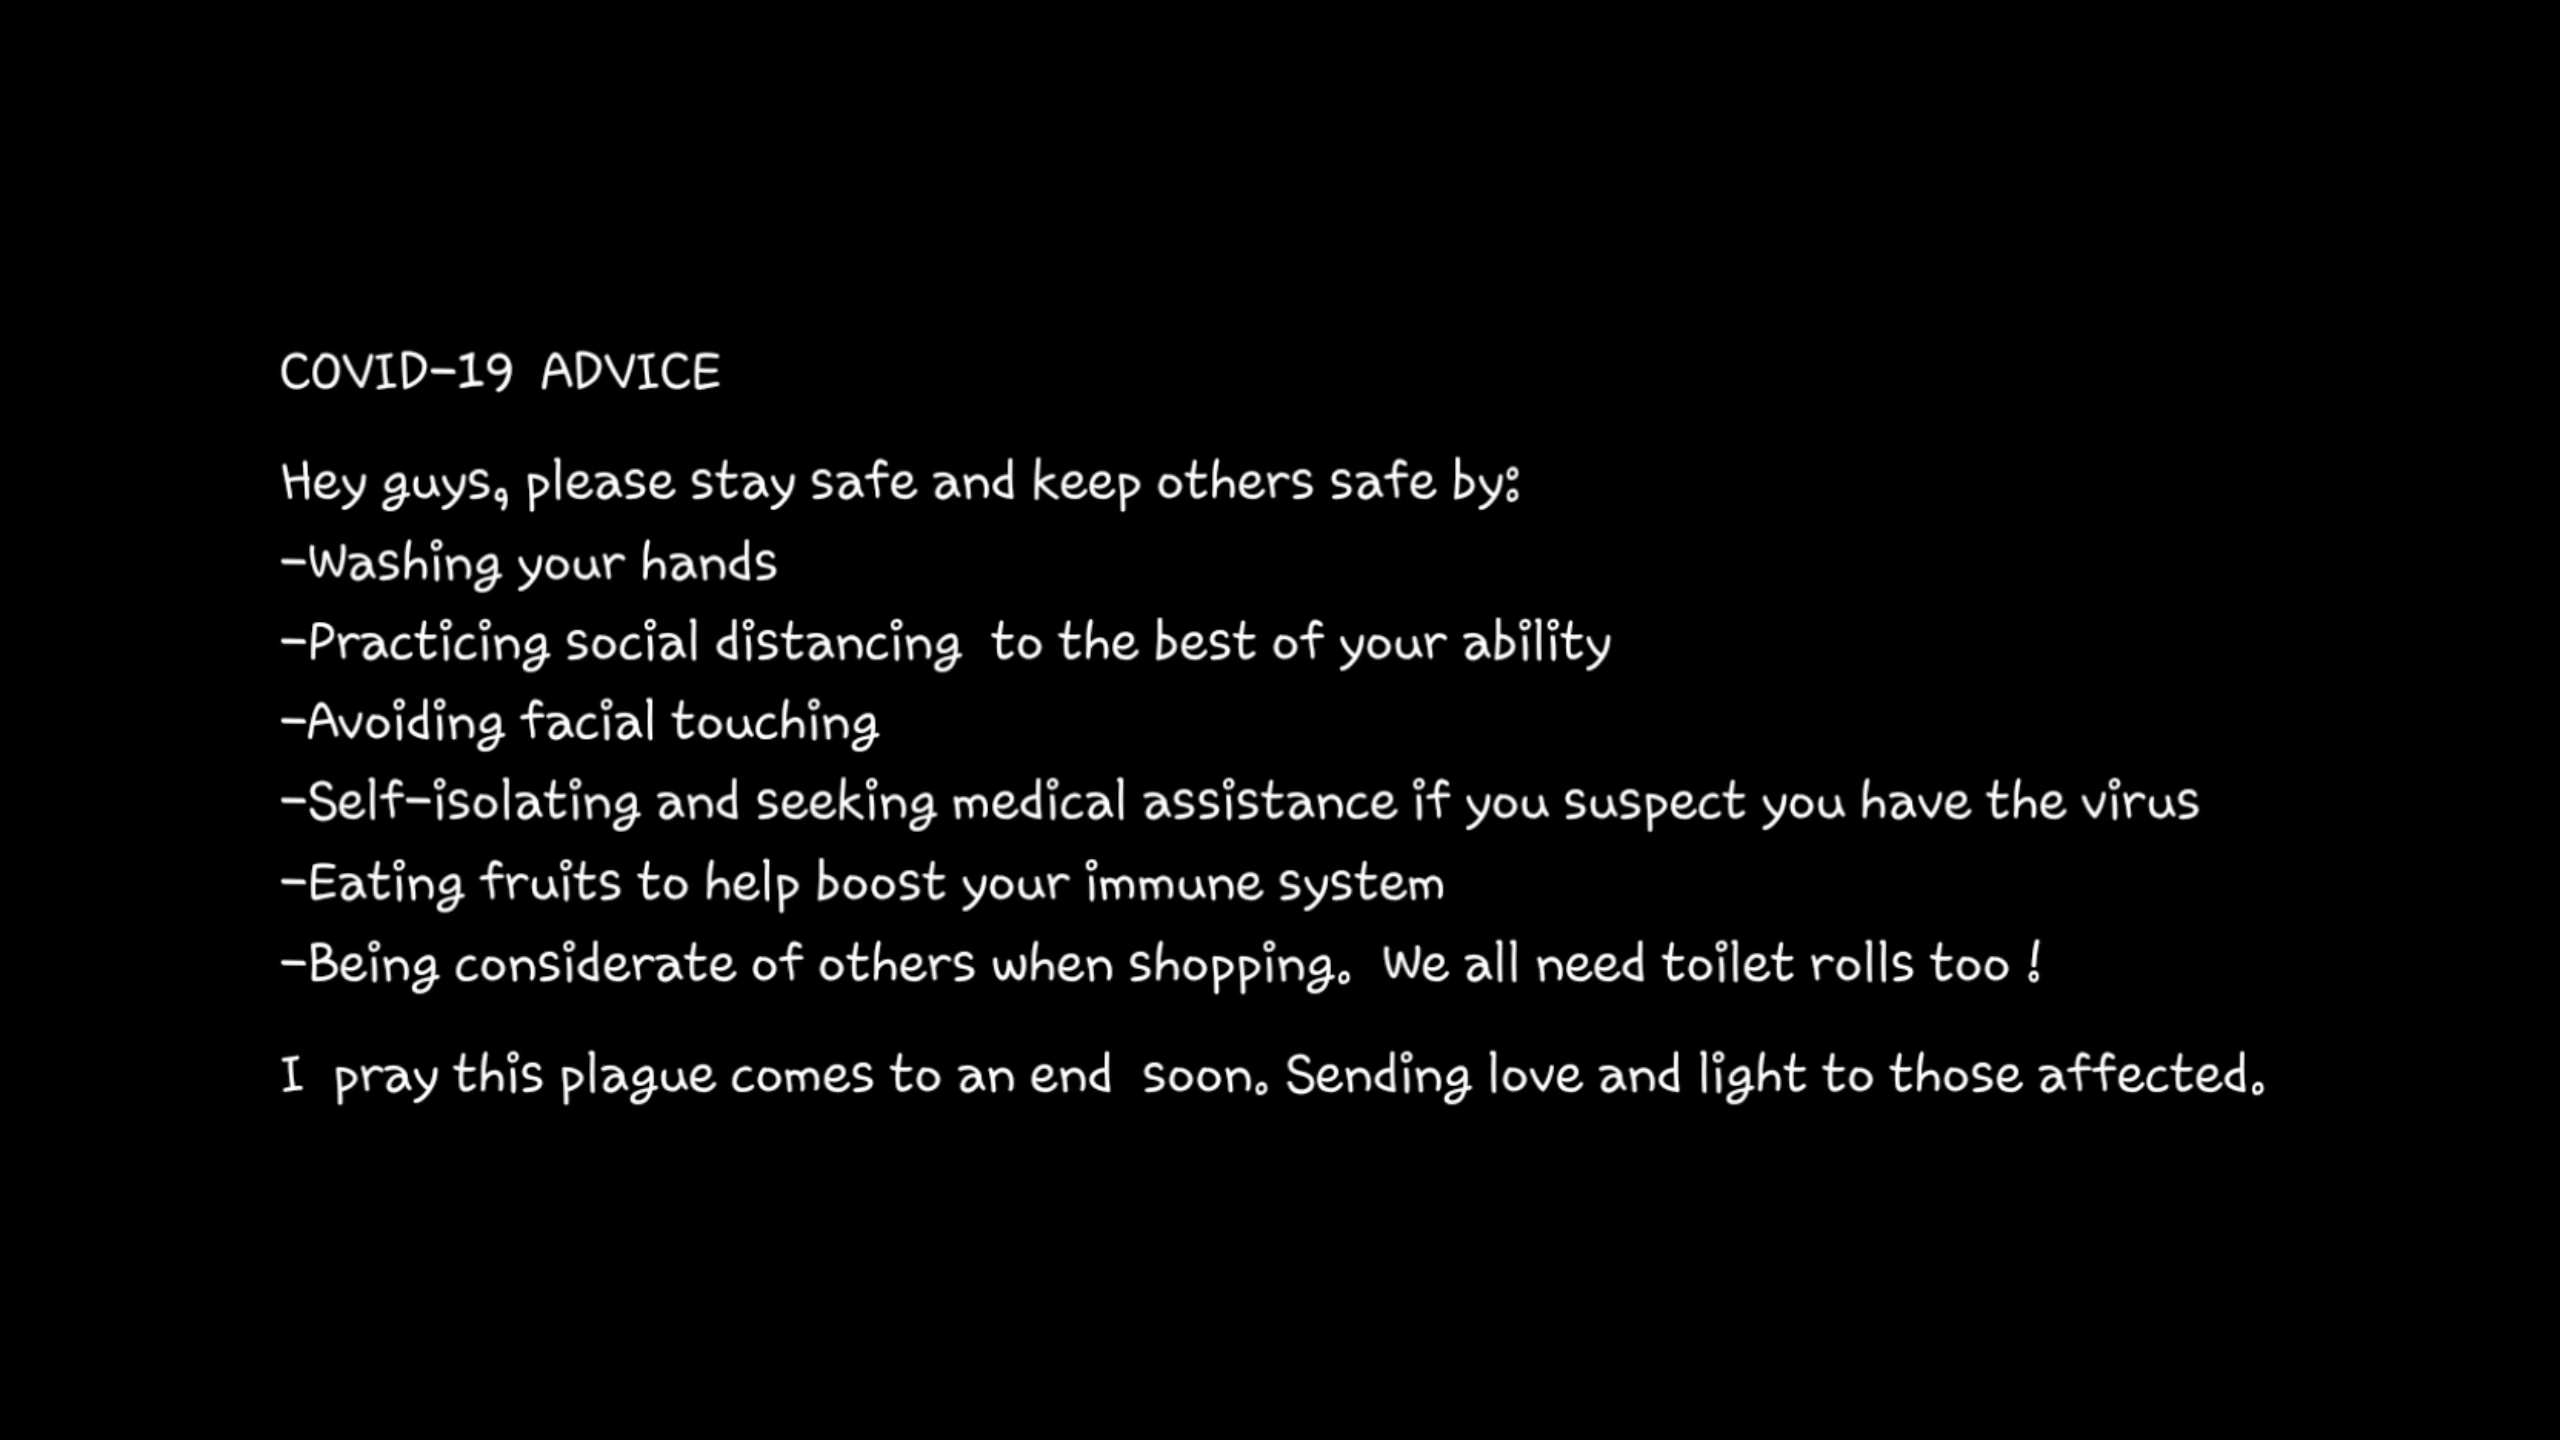 COVID-19 ADVICE
Hey guys, please stay safe and keep others safe by:
-Washing your hands
-Practicing social distancing to the best of your ability
-Avoiding facial touching
-Self-isolating and seeking medical assistance if you suspect you have the virus
-Eating fruits to help boost your immune system
-Being considerate of others when shopping. We all need toilet rolls too !
I pray this plague comes to an end soon. Sending love and light to those affected.